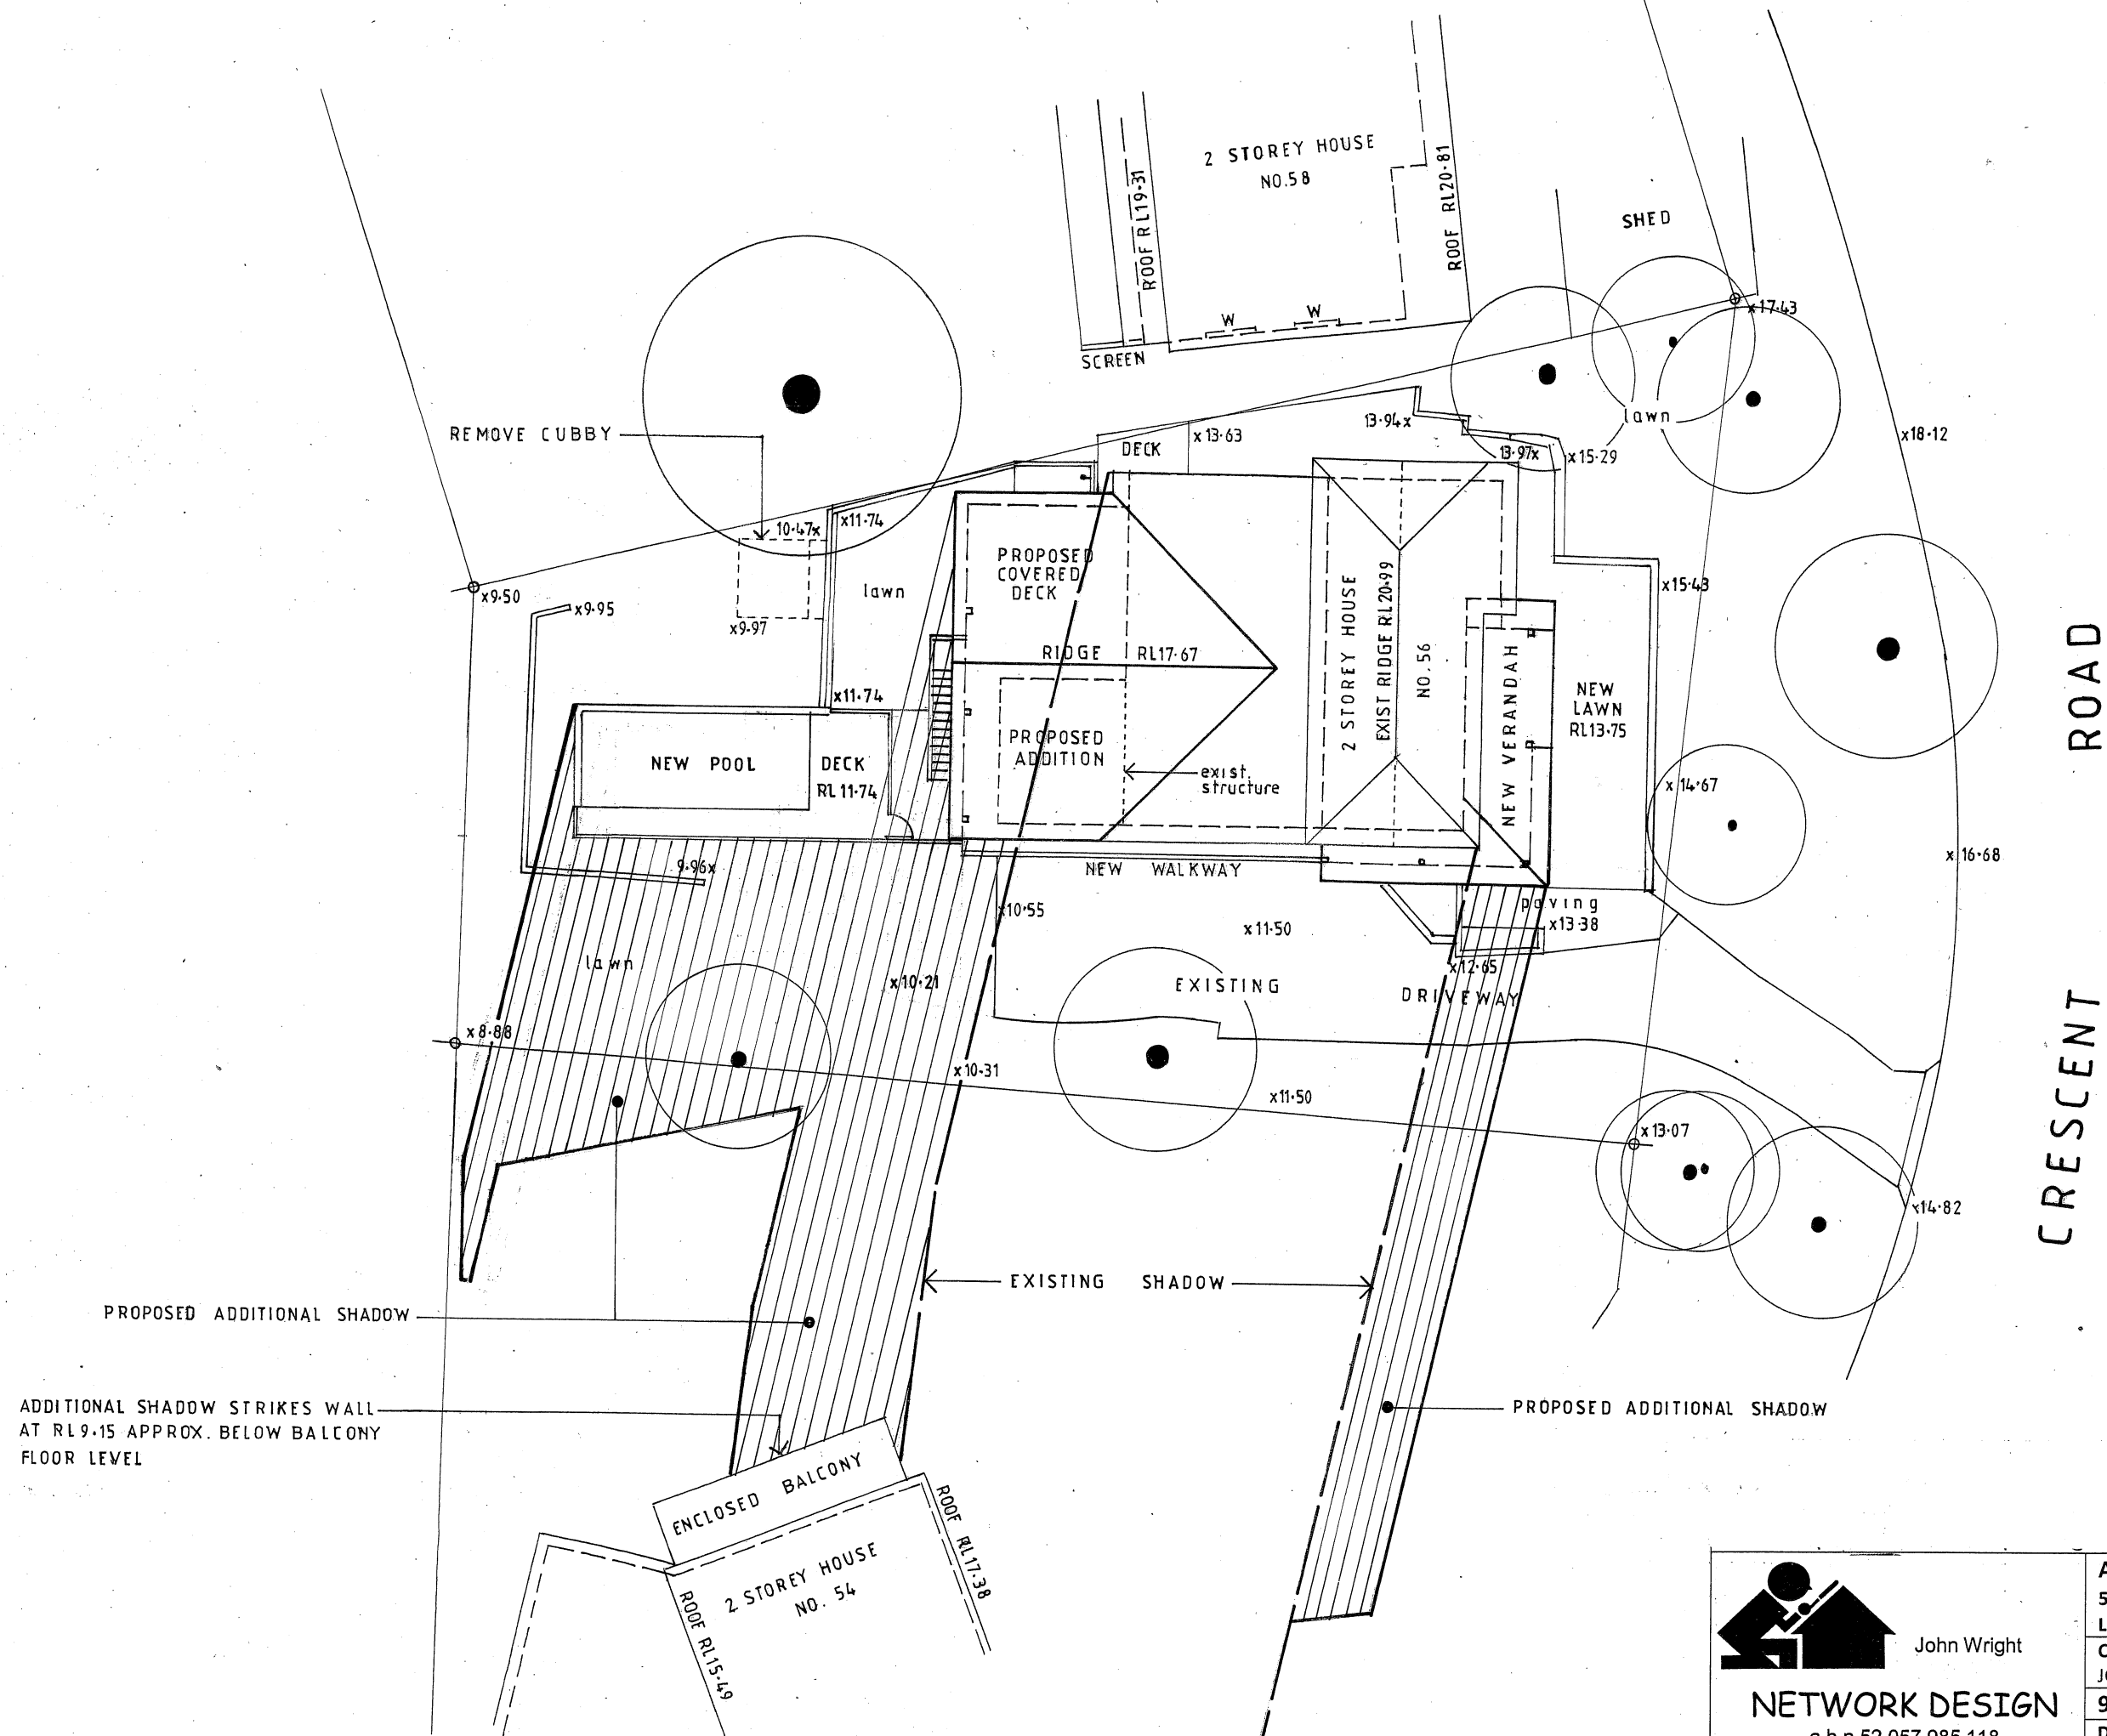 2 STOREY HOUSE
NO.58
ROOF RL19·31
ROOF RL20·81
SHED
W
W
SCREEN
x17·43
REMOVE CUBBY
DECK
x13·63
13·94x
13·97x
x15·29
lawn
x18·12
10·47x
x11·74
x9·50
x9·95
x9·97
lawn
PROPOSED
COVERED
DECK
RIDGE RL17·67
x11·74
2 STOREY HOUSE
EXIST RIDGE RL20·99
NO.56
NEW VERANDAH
NEW
LAWN
RL13·75
x15·43
ROAD
NEW POOL
DECK
RL 11·74
PROPOSED
ADDITION
exist.
structure
x14·67
x16·68
9·96x
NEW WALKWAY
x10·55
x11·50
paving
x13·38
lawn
x10·21
EXISTING
DRIVEWAY
x12·65
x8·88
x10·31
x11·50
x13·07
x14·82
CRESCENT
EXISTING SHADOW
PROPOSED ADDITIONAL SHADOW
ADDITIONAL SHADOW STRIKES WALL
AT RL9·15 APPROX. BELOW BALCONY
FLOOR LEVEL
PROPOSED ADDITIONAL SHADOW
ENCLOSED BALCONY
2 STOREY HOUSE
NO. 54
ROOF RL17·38
ROOF RL15·49
John Wright
NETWORK DESIGN
a.b.n 52 057 985 118